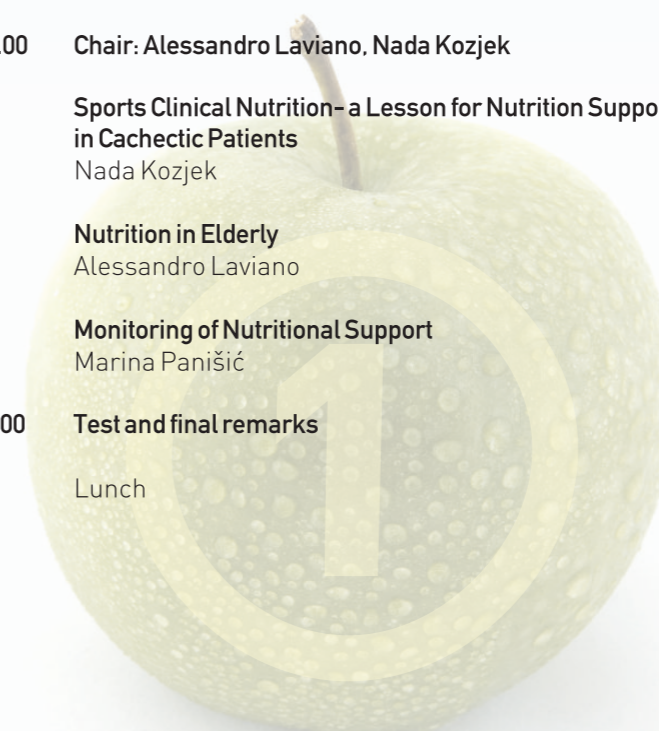 .00 Chair: Alessandro Laviano, Nada Kozjek
Sports Clinical Nutrition– a Lesson for Nutrition Suppo
in Cachectic Patients
Nada Kozjek
Nutrition in Elderly
Alessandro Laviano
Monitoring of Nutritional Support
Marina Panišić
00 Test and final remarks
Lunch
1